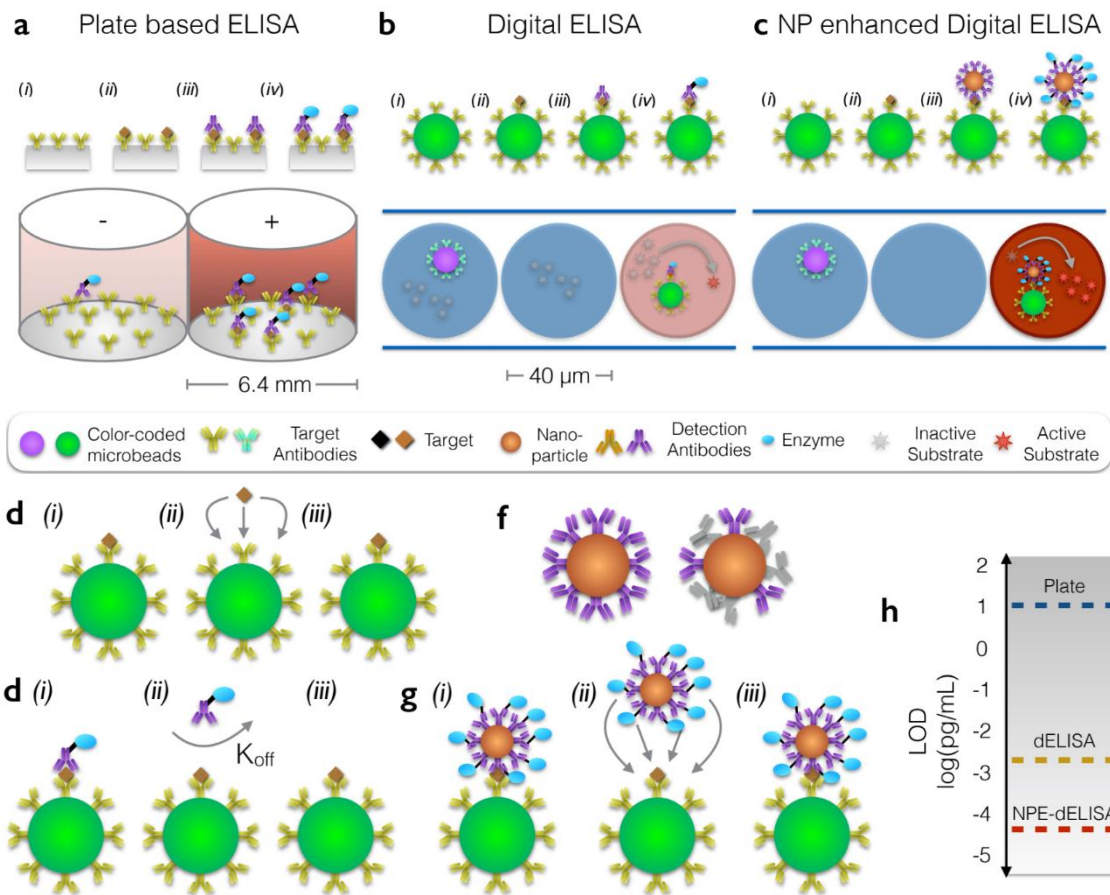 a Plate based ELISA
(i) (ii) (iii) (iv)
- +
6.4 mm
b Digital ELISA
(i) (ii) (iii) (iv)
40 µm
c NP enhanced Digital ELISA
(i) (ii) (iii) (iv)
Color-coded
microbeads
Target
Antibodies
Target
Nano-
particle
Detection
Antibodies
Enzyme
Inactive
Substrate
Active
Substrate
d (i) (ii) (iii)
f
d (i) (ii) (iii)
Koff
g (i) (ii) (iii)
h
LOD
log(pg/mL)
2
1
0
-1
-2
-3
-4
-5
Plate
dELISA
NPE-dELISA